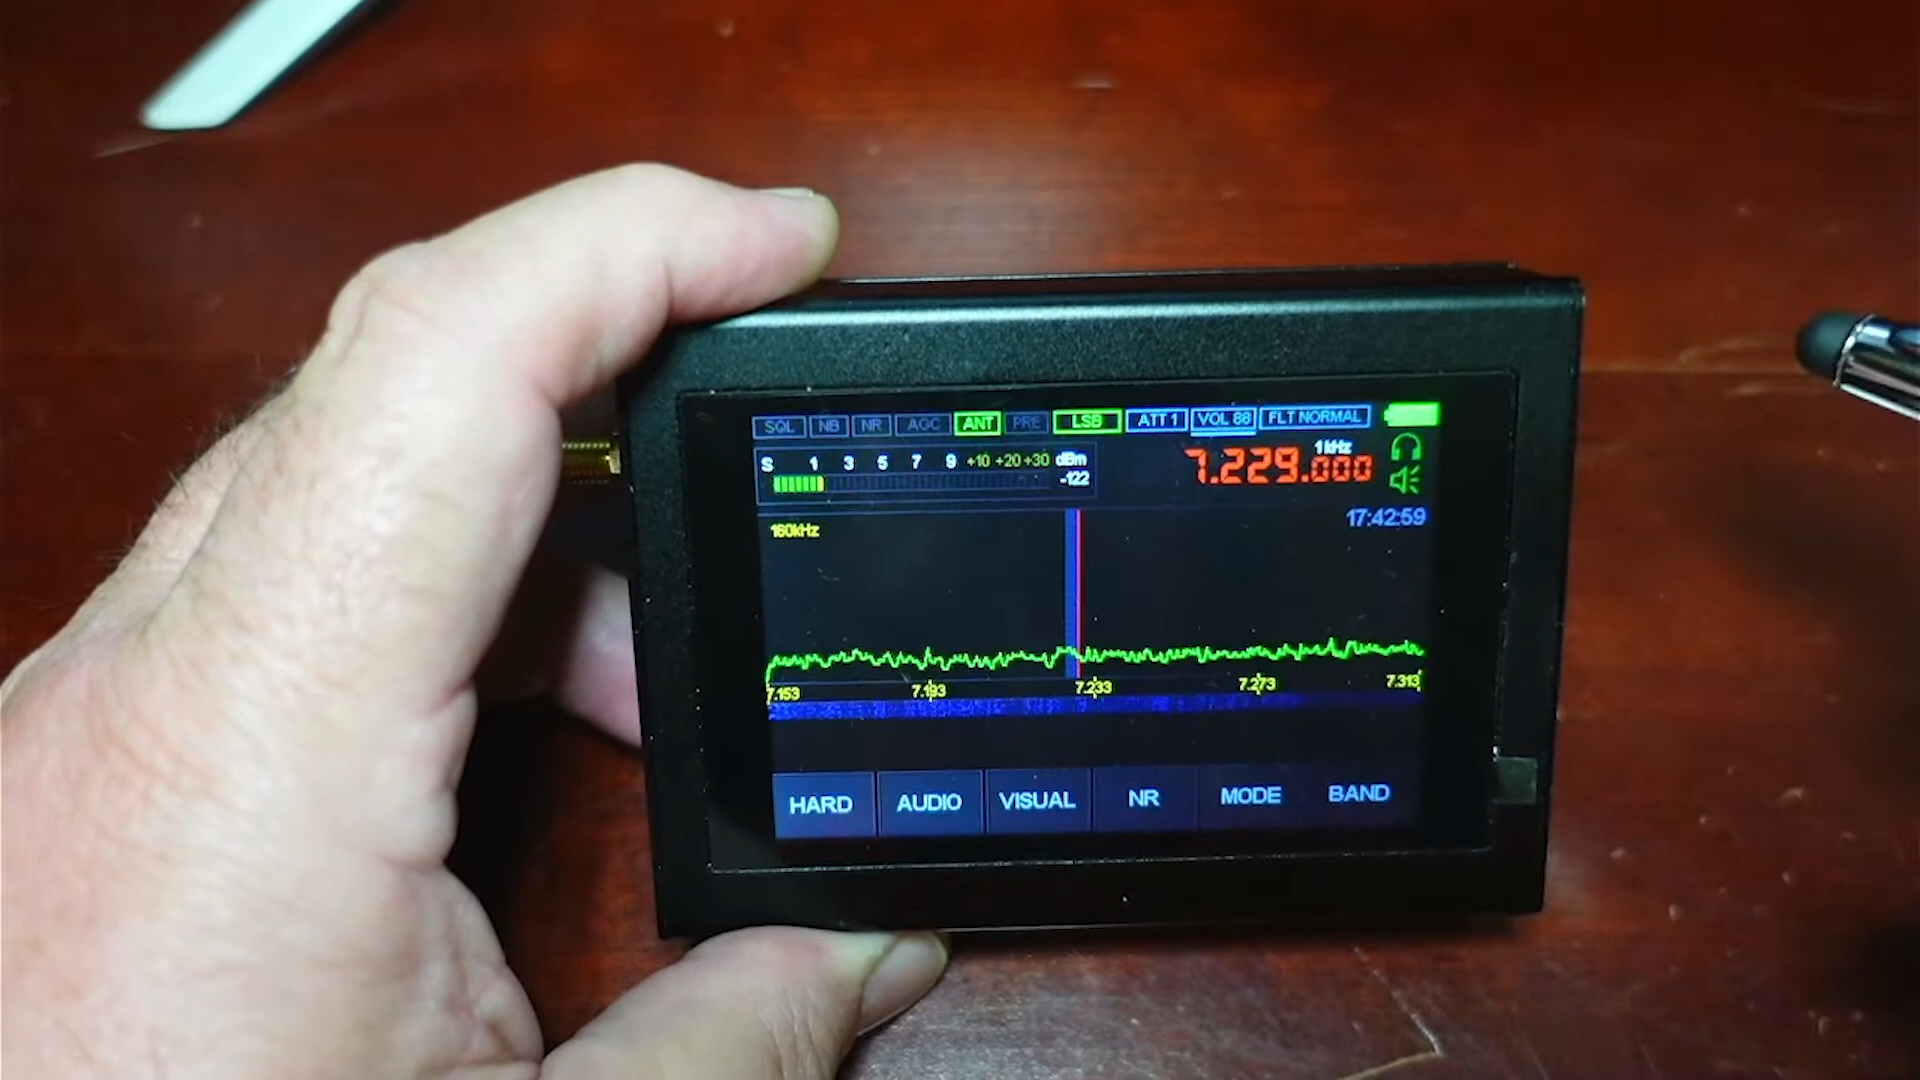 SQL NB NR AGC ANT PRE LSB ATT 1 VOL 88 FLT NORMAL
S 1 3 5 7 9 +10 +20 +30 dBm
-122
1kHz
7.229.000
17:42:59
160kHz
7.153 7.193 7.233 7.273 7.313
HARD AUDIO VISUAL NR MODE BAND